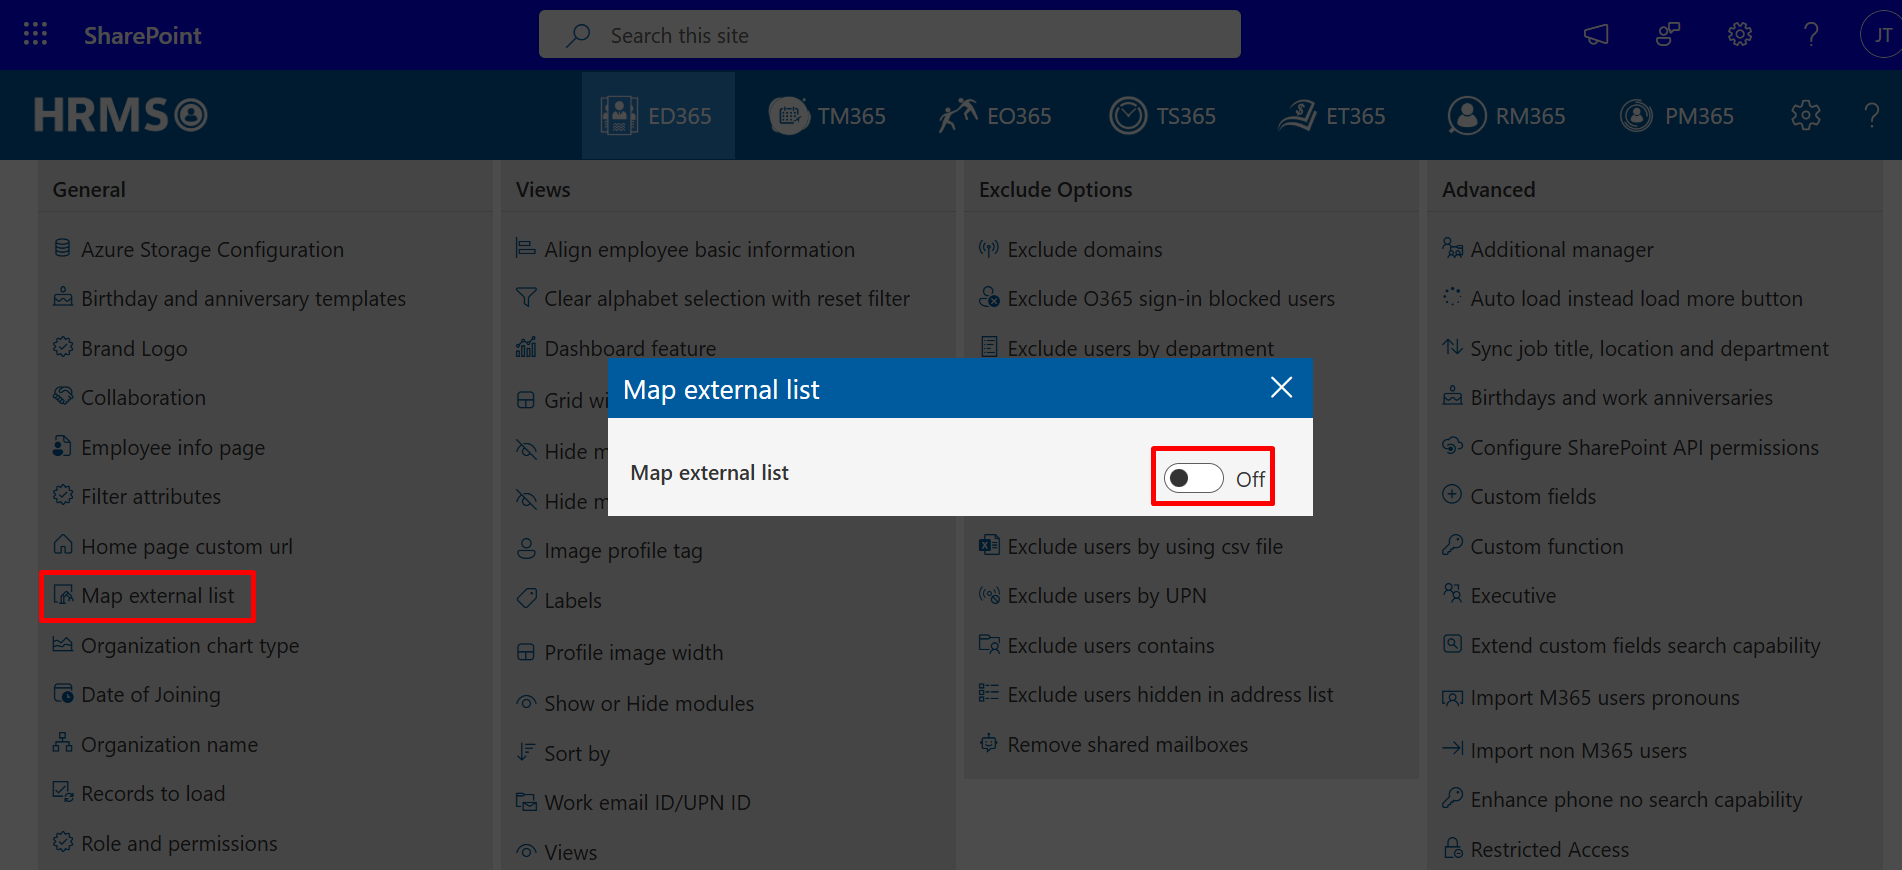 SharePoint
Search this site
JT
HRMS
ED365
TM365
EO365
TS365
ET365
RM365
PM365
General
Azure Storage Configuration
Birthday and anniversary templates
Brand Logo
Collaboration
Employee info page
Filter attributes
Home page custom url
Map external list
Organization chart type
Date of Joining
Organization name
Records to load
Role and permissions
Views
Align employee basic information
Clear alphabet selection with reset filter
Dashboard feature
Grid wi
Hide m
Hide m
Image profile tag
Labels
Profile image width
Show or Hide modules
Sort by
Work email ID/UPN ID
Views
Exclude Options
Exclude domains
Exclude O365 sign-in blocked users
Exclude users by department
Exclude users by using csv file
Exclude users by UPN
Exclude users contains
Exclude users hidden in address list
Remove shared mailboxes
Advanced
Additional manager
Auto load instead load more button
Sync job title, location and department
Birthdays and work anniversaries
Configure SharePoint API permissions
Custom fields
Custom function
Executive
Extend custom fields search capability
Import M365 users pronouns
Import non M365 users
Enhance phone no search capability
Restricted Access
Map external list
Map external list
Off